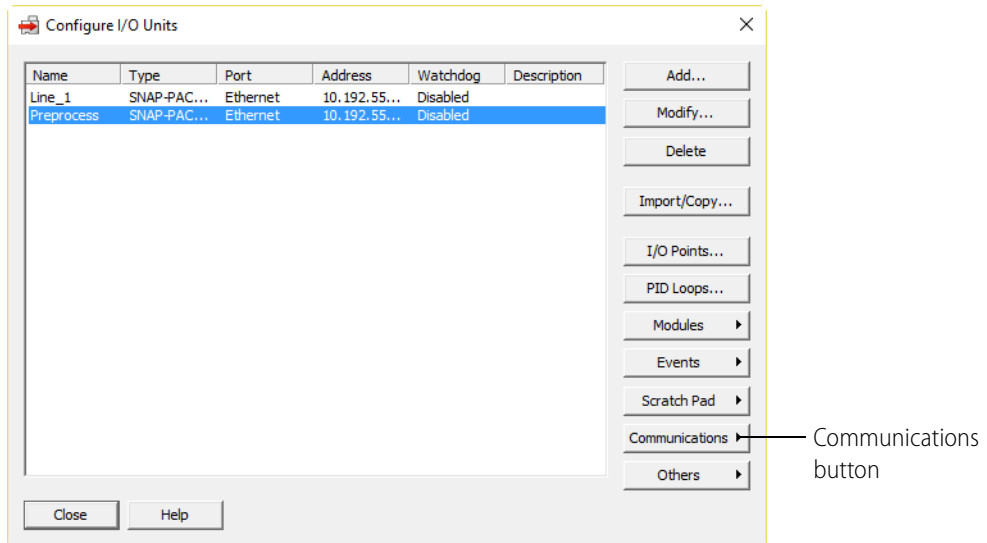 Configure I/O Units
Name Type Port Address Watchdog Description
Line_1 SNAP-PAC... Ethernet 10.192.55... Disabled
Preprocess SNAP-PAC... Ethernet 10.192.55... Disabled
Add...
Modify...
Delete
Import/Copy...
I/O Points...
PID Loops...
Modules
Events
Scratch Pad
Communications
Others
Communications
button
Close Help